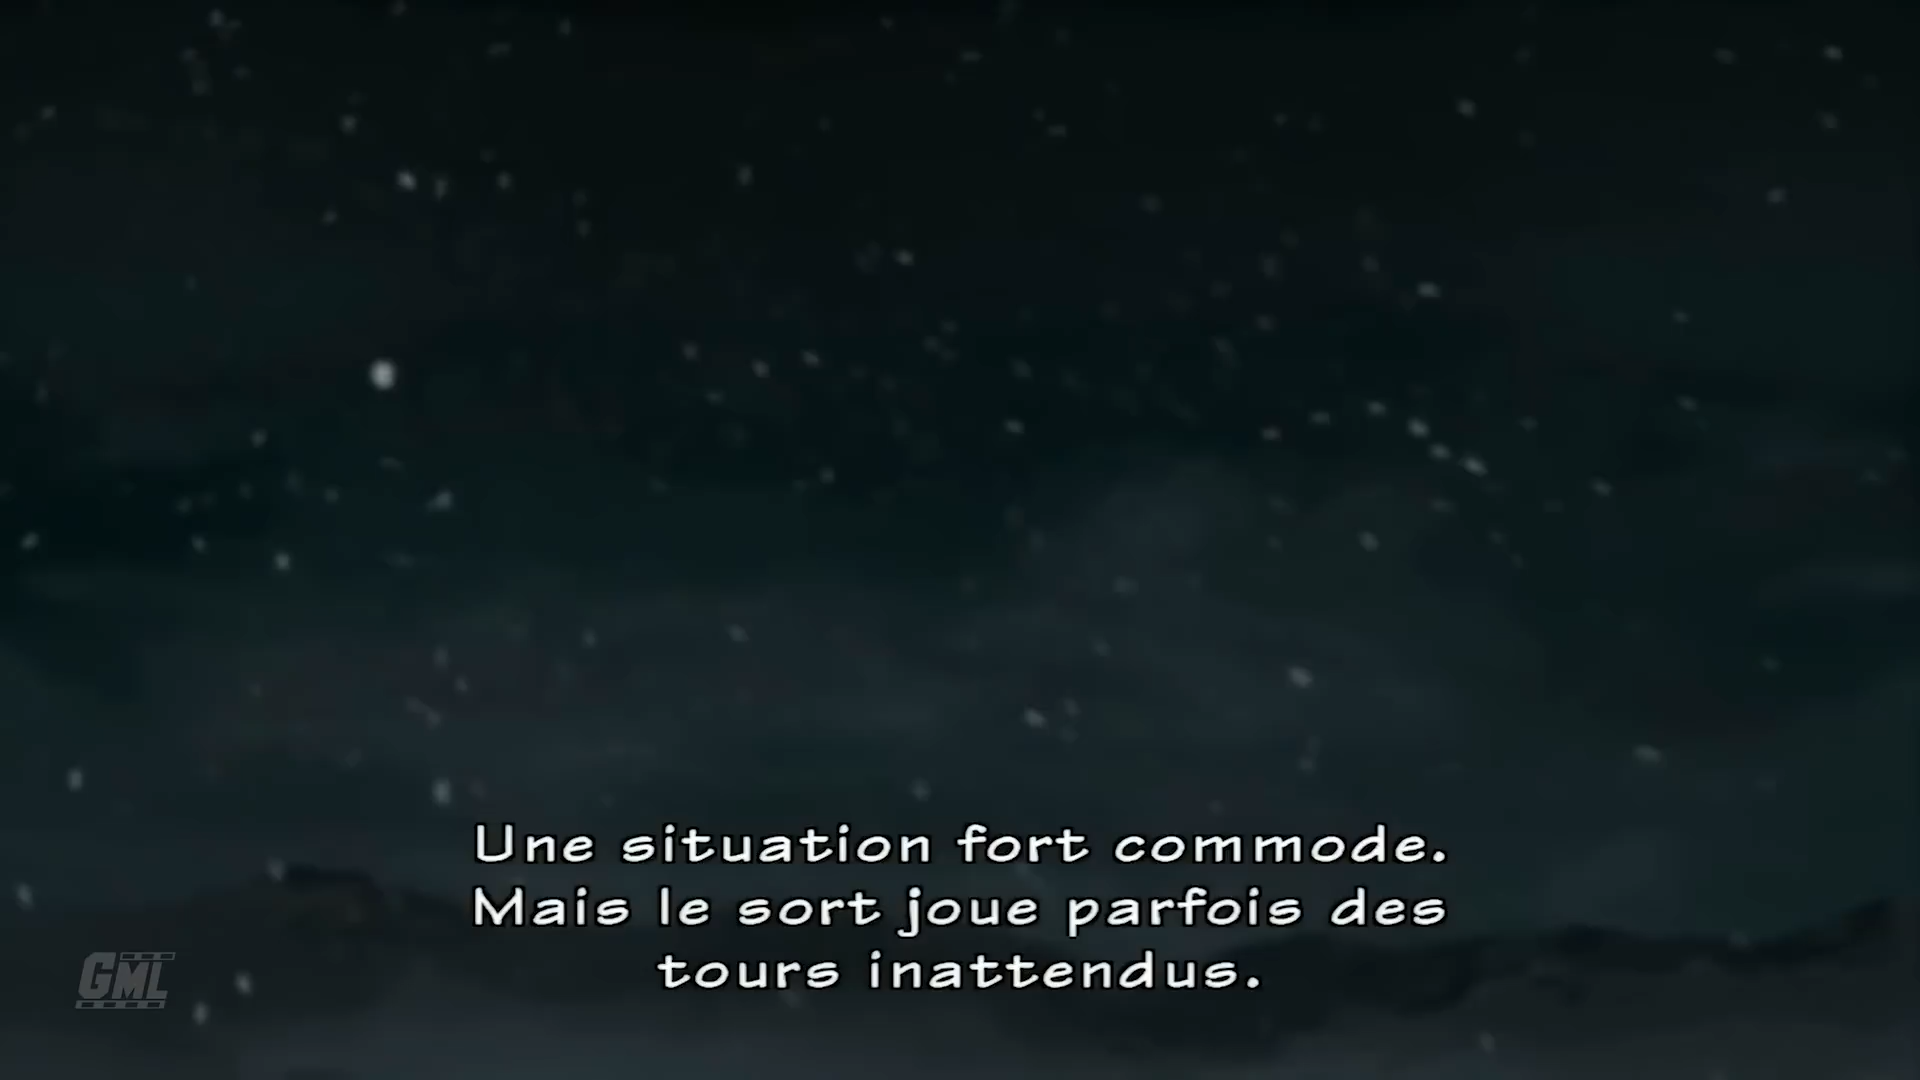 Une situation fort commode.
Mais le sort joue parfois des
tours inattendus.
GML